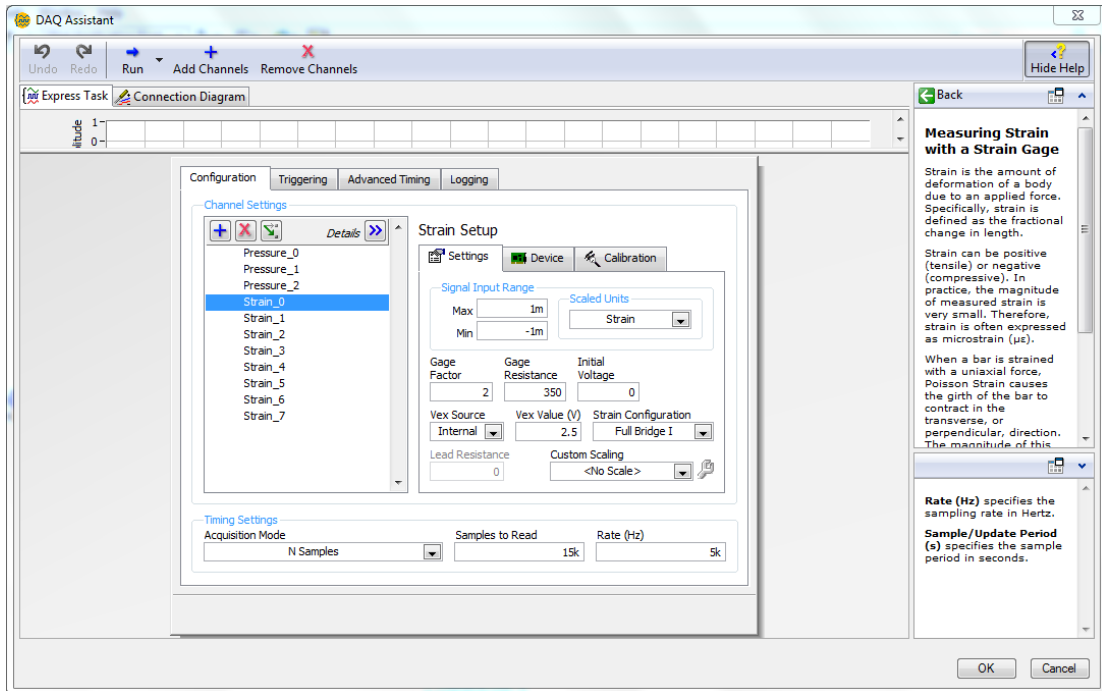 DAQ Assistant
Undo Redo Run Add Channels Remove Channels Hide Help
Express Task Connection Diagram
1
0
Configuration Triggering Advanced Timing Logging
Channel Settings
Details
Pressure_0
Pressure_1
Pressure_2
Strain_0
Strain_1
Strain_2
Strain_3
Strain_4
Strain_5
Strain_6
Strain_7
Strain Setup
Settings Device Calibration
Signal Input Range
Max 1m
Min -1m
Scaled Units
Strain
Gage Factor
2
Gage Resistance
350
Initial Voltage
0
Vex Source
Internal
Vex Value (V)
2.5
Strain Configuration
Full Bridge I
Lead Resistance
0
Custom Scaling
<No Scale>
Timing Settings
Acquisition Mode
N Samples
Samples to Read
15k
Rate (Hz)
5k
Back
Measuring Strain
with a Strain Gage
Strain is the amount of
deformation of a body
due to an applied force.
Specifically, strain is
defined as the fractional
change in length.
Strain can be positive
(tensile) or negative
(compressive). In
practice, the magnitude
of measured strain is
very small. Therefore,
strain is often expressed
as microstrain (µε).
When a bar is strained
with a uniaxial force,
Poisson Strain causes
the girth of the bar to
contract in the
transverse, or
perpendicular, direction.
The magnitude of this
Rate (Hz) specifies the
sampling rate in Hertz.
Sample/Update Period
(s) specifies the sample
period in seconds.
OK Cancel